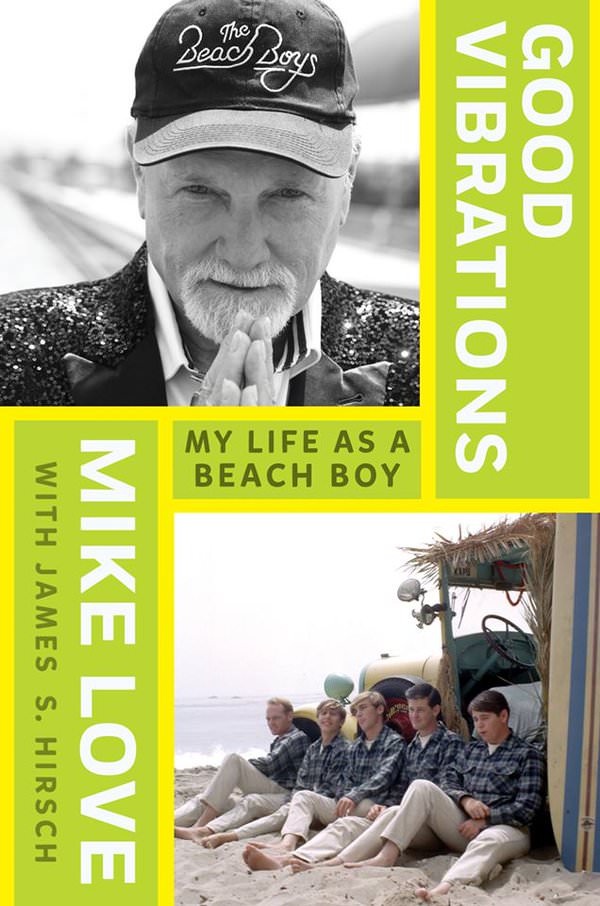 The
Beach Boys
GOOD
VIBRATIONS
MY LIFE AS A
BEACH BOY
MIKE LOVE
WITH JAMES S. HIRSCH